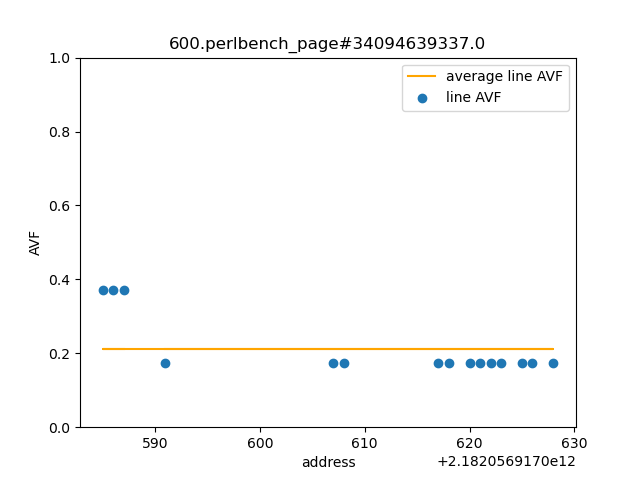 600.perlbench_page#34094639337.0
average line AVF
line AVF
1.0
0.8
0.6
0.4
0.2
0.0
AVF
590 600 610 620 630
+2.1820569170e12
address